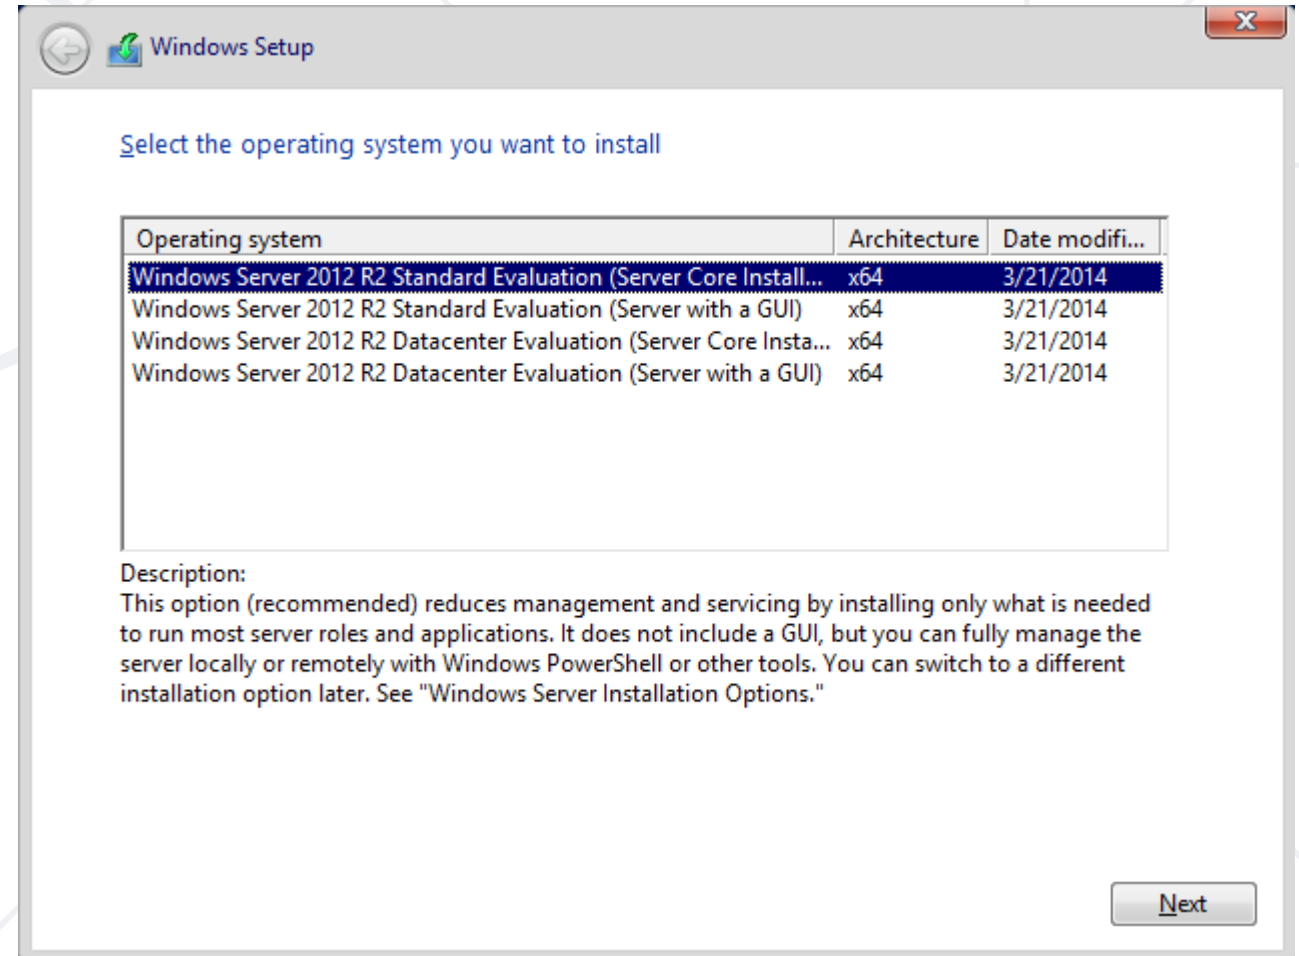 Windows Setup
X
Select the operating system you want to install
Operating system Architecture Date modifi...
Windows Server 2012 R2 Standard Evaluation (Server Core Install... x64 3/21/2014
Windows Server 2012 R2 Standard Evaluation (Server with a GUI) x64 3/21/2014
Windows Server 2012 R2 Datacenter Evaluation (Server Core Insta... x64 3/21/2014
Windows Server 2012 R2 Datacenter Evaluation (Server with a GUI) x64 3/21/2014
Description:
This option (recommended) reduces management and servicing by installing only what is needed
to run most server roles and applications. It does not include a GUI, but you can fully manage the
server locally or remotely with Windows PowerShell or other tools. You can switch to a different
installation option later. See "Windows Server Installation Options."
Next